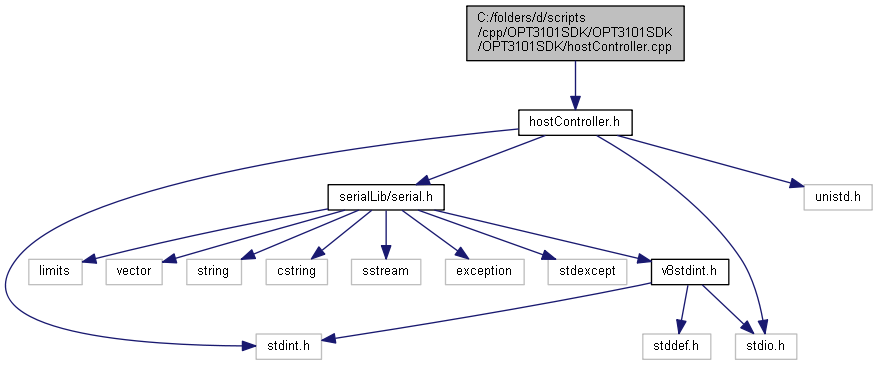 C:/folders/d/scripts
/cpp/OPT3101SDK/OPT3101SDK
/OPT3101SDK/hostController.cpp
hostController.h
serialLib/serial.h
unistd.h
limits
vector
string
cstring
sstream
exception
stdexcept
v8stdint.h
stdint.h
stddef.h
stdio.h